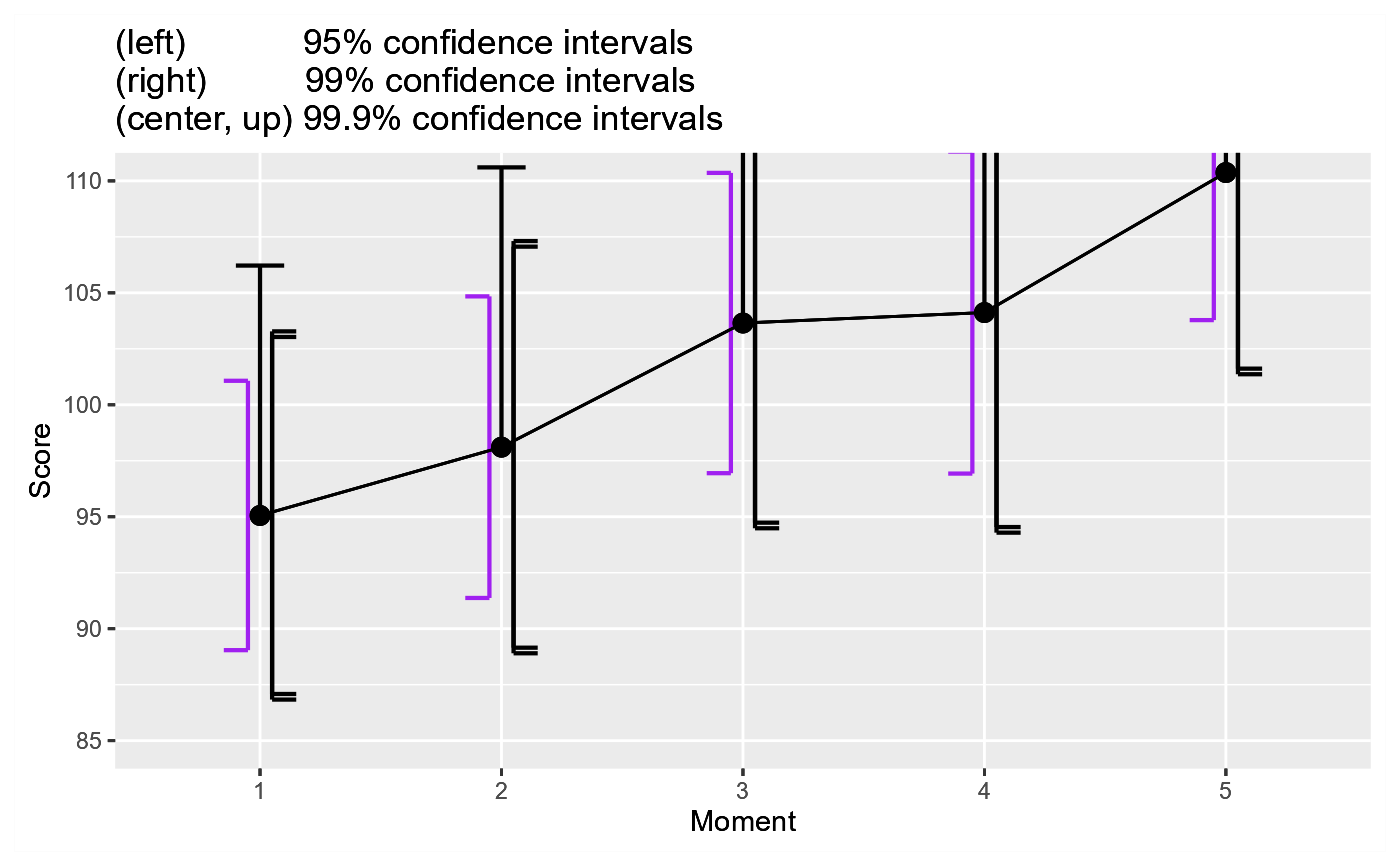 (left) 95% confidence intervals
(right) 99% confidence intervals
(center, up) 99.9% confidence intervals
110
105
100
95
90
85
Score
1 2 3 4 5
Moment